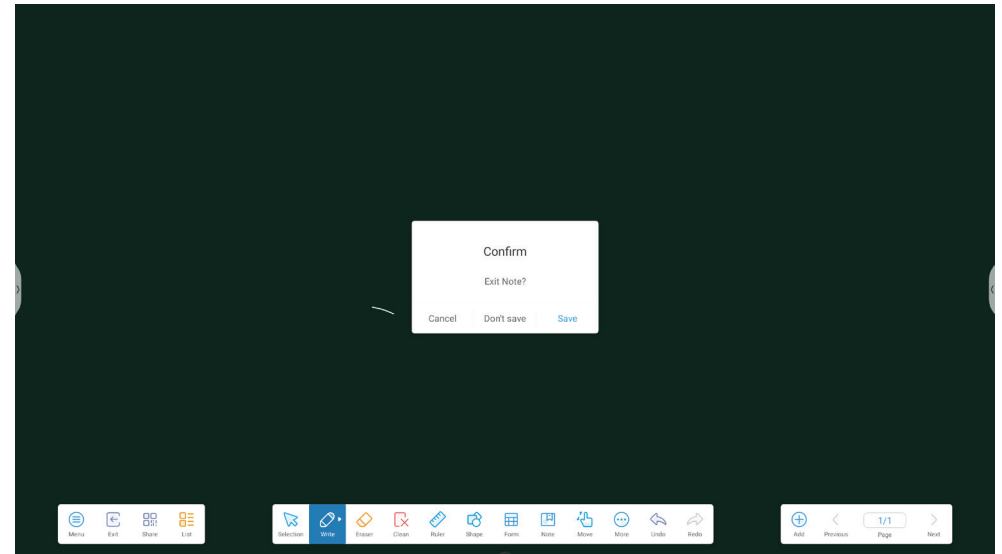 Confirm
Exit Note?
Cancel Don't save Save
Menu Exit Share List Selection Write Eraser Clean Ruler Shape Form Note Move More Undo Redo Add Previous 1/1 Page Next